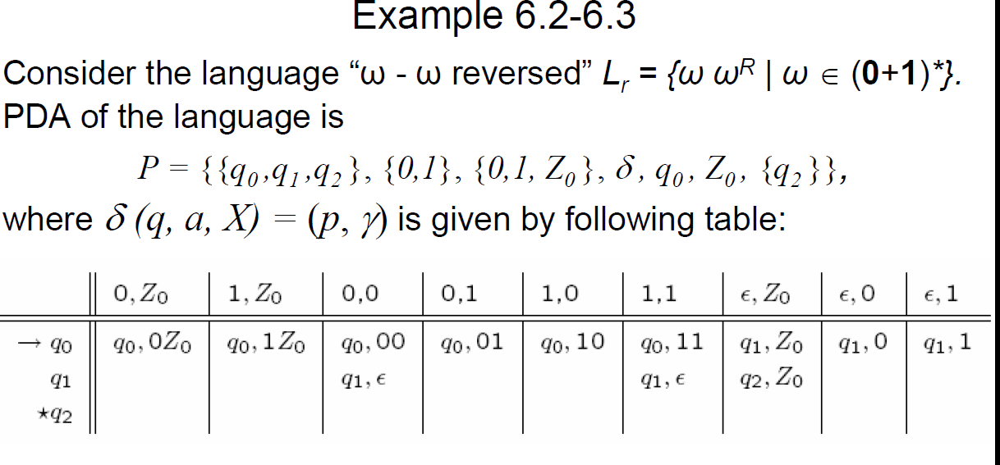 Example 6.2-6.3
Consider the language “ω - ω reversed” Lᵣ = {ω ωᴿ | ω ∈ (0+1)*}.
PDA of the language is
P = {{q₀,q₁,q₂}, {0,1}, {0,1, Z₀}, δ, q₀, Z₀, {q₂}},
where δ (q, a, X) = (p, γ) is given by following table:
0, Z₀ 1, Z₀ 0,0 0,1 1,0 1,1 ϵ, Z₀ ϵ, 0 ϵ, 1
→ q₀ q₀, 0Z₀ q₀, 1Z₀ q₀, 00 q₀, 01 q₀, 10 q₀, 11 q₁, Z₀ q₁, 0 q₁, 1
q₁ q₁, ϵ q₁, ϵ q₂, Z₀
⋆q₂